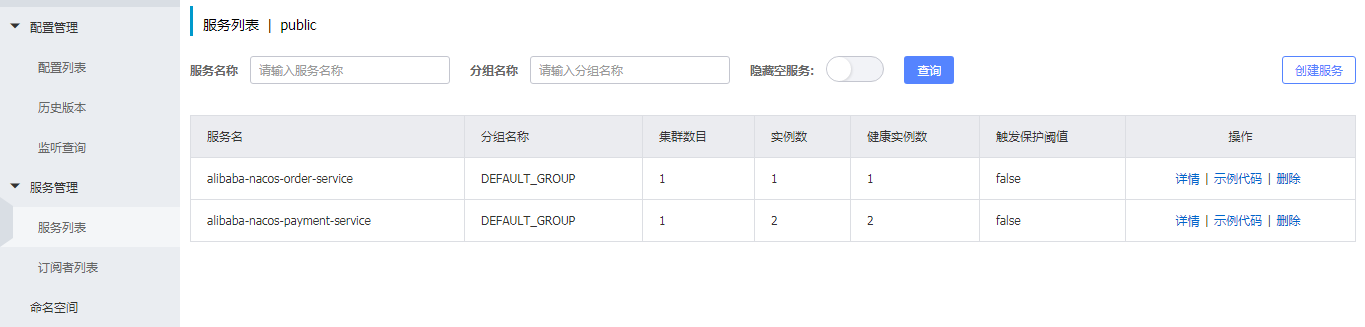 配置管理
配置列表
历史版本
监听查询
服务管理
服务列表
订阅者列表
命名空间
服务列表 | public
服务名称 请输入服务名称 分组名称 请输入分组名称 隐藏空服务: 查询 创建服务
服务名 分组名称 集群数目 实例数 健康实例数 触发保护阈值 操作
alibaba-nacos-order-service DEFAULT_GROUP 1 1 1 false 详情 | 示例代码 | 删除
alibaba-nacos-payment-service DEFAULT_GROUP 1 2 2 false 详情 | 示例代码 | 删除